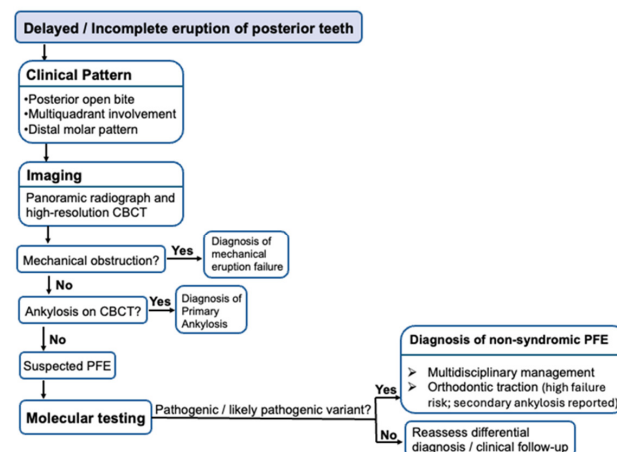 Delayed / Incomplete eruption of posterior teeth
Clinical Pattern
•Posterior open bite
•Multiquadrant involvement
•Distal molar pattern
Imaging
Panoramic radiograph and
high-resolution CBCT
Mechanical obstruction?
Yes
Diagnosis of
mechanical
eruption failure
No
Ankylosis on CBCT?
Yes
Diagnosis of
Primary
Ankylosis
No
Suspected PFE
Molecular testing
Pathogenic / likely pathogenic variant?
Yes
Diagnosis of non-syndromic PFE
➢ Multidisciplinary management
➢ Orthodontic traction (high failure
risk; secondary ankylosis reported)
No
Reassess differential
diagnosis / clinical follow-up